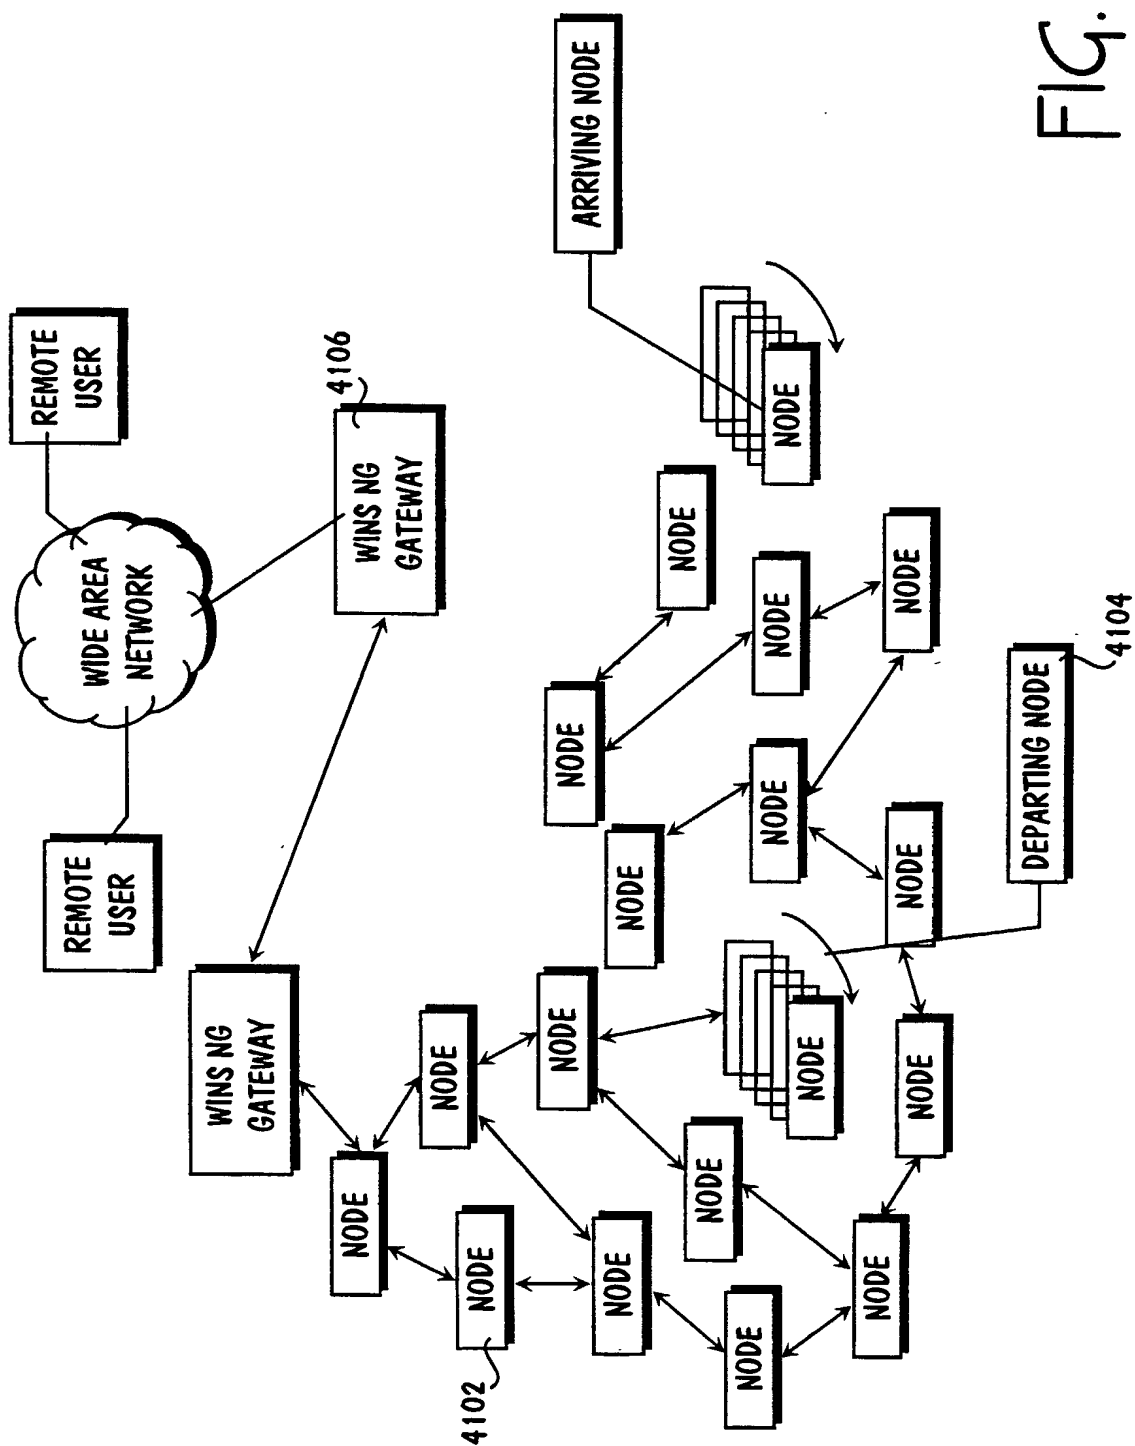 REMOTE
USER
WIDE AREA
NETWORK
REMOTE
USER
WINS NG
GATEWAY
4106
WINS NG
GATEWAY
NODE
NODE
4102
NODE
NODE
NODE
ARRIVING NODE
NODE
NODE
NODE
NODE
NODE
NODE
NODE
NODE
NODE
NODE
NODE
NODE
NODE
DEPARTING NODE
4104
FIG.